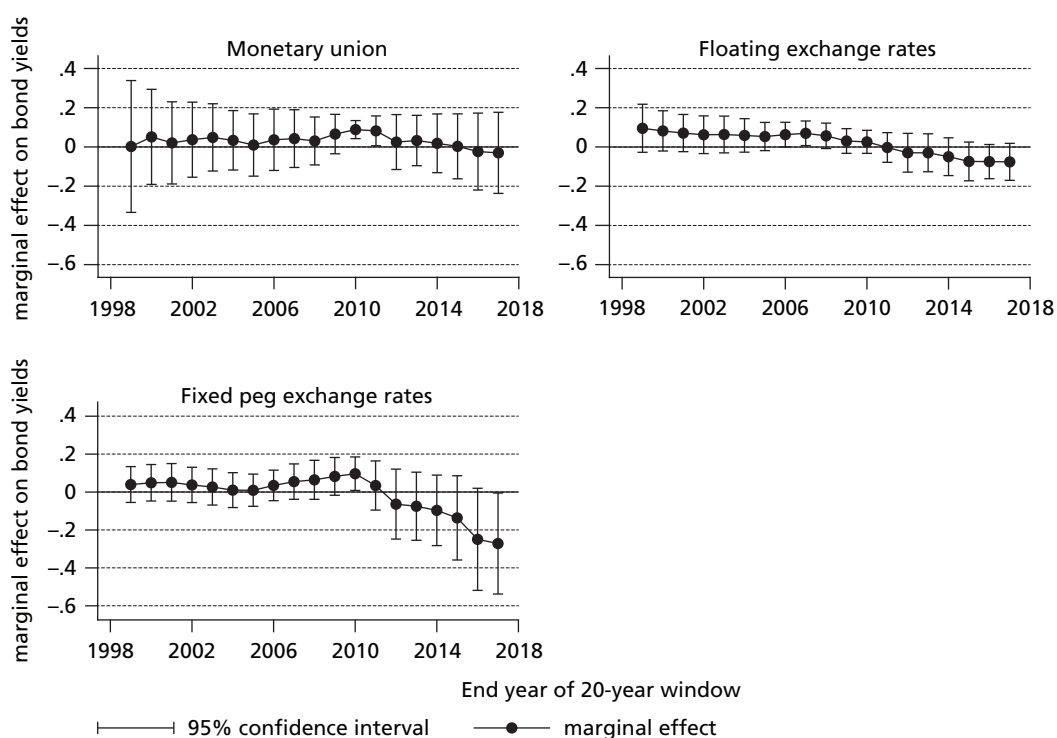 Monetary union
marginal effect on bond yields
.4
.2
0
–.2
–.4
–.6
1998 2002 2006 2010 2014 2018
Floating exchange rates
.4
.2
0
–.2
–.4
–.6
1998 2002 2006 2010 2014 2018
Fixed peg exchange rates
marginal effect on bond yields
.4
.2
0
–.2
–.4
–.6
1998 2002 2006 2010 2014 2018
End year of 20-year window
95% confidence interval marginal effect